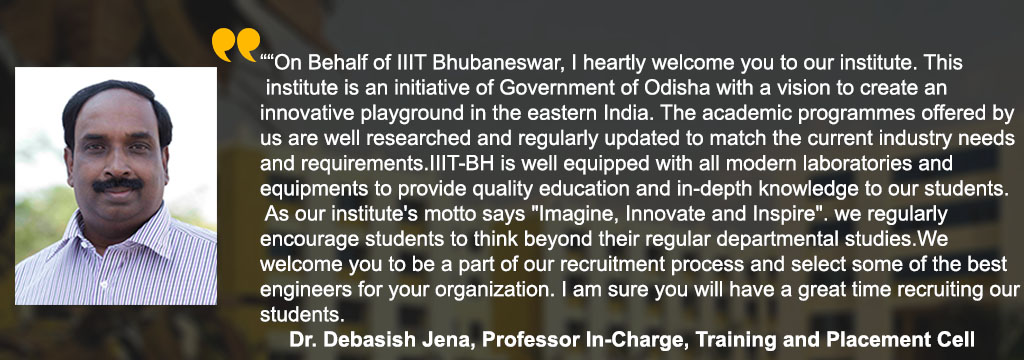 ““On Behalf of IIIT Bhubaneswar, I heartly welcome you to our institute. This
institute is an initiative of Government of Odisha with a vision to create an
innovative playground in the eastern India. The academic programmes offered by
us are well researched and regularly updated to match the current industry needs
and requirements.IIIT-BH is well equipped with all modern laboratories and
equipments to provide quality education and in-depth knowledge to our students.
As our institute's motto says "Imagine, Innovate and Inspire". we regularly
encourage students to think beyond their regular departmental studies.We
welcome you to be a part of our recruitment process and select some of the best
engineers for your organization. I am sure you will have a great time recruiting our
students.
Dr. Debasish Jena, Professor In-Charge, Training and Placement Cell